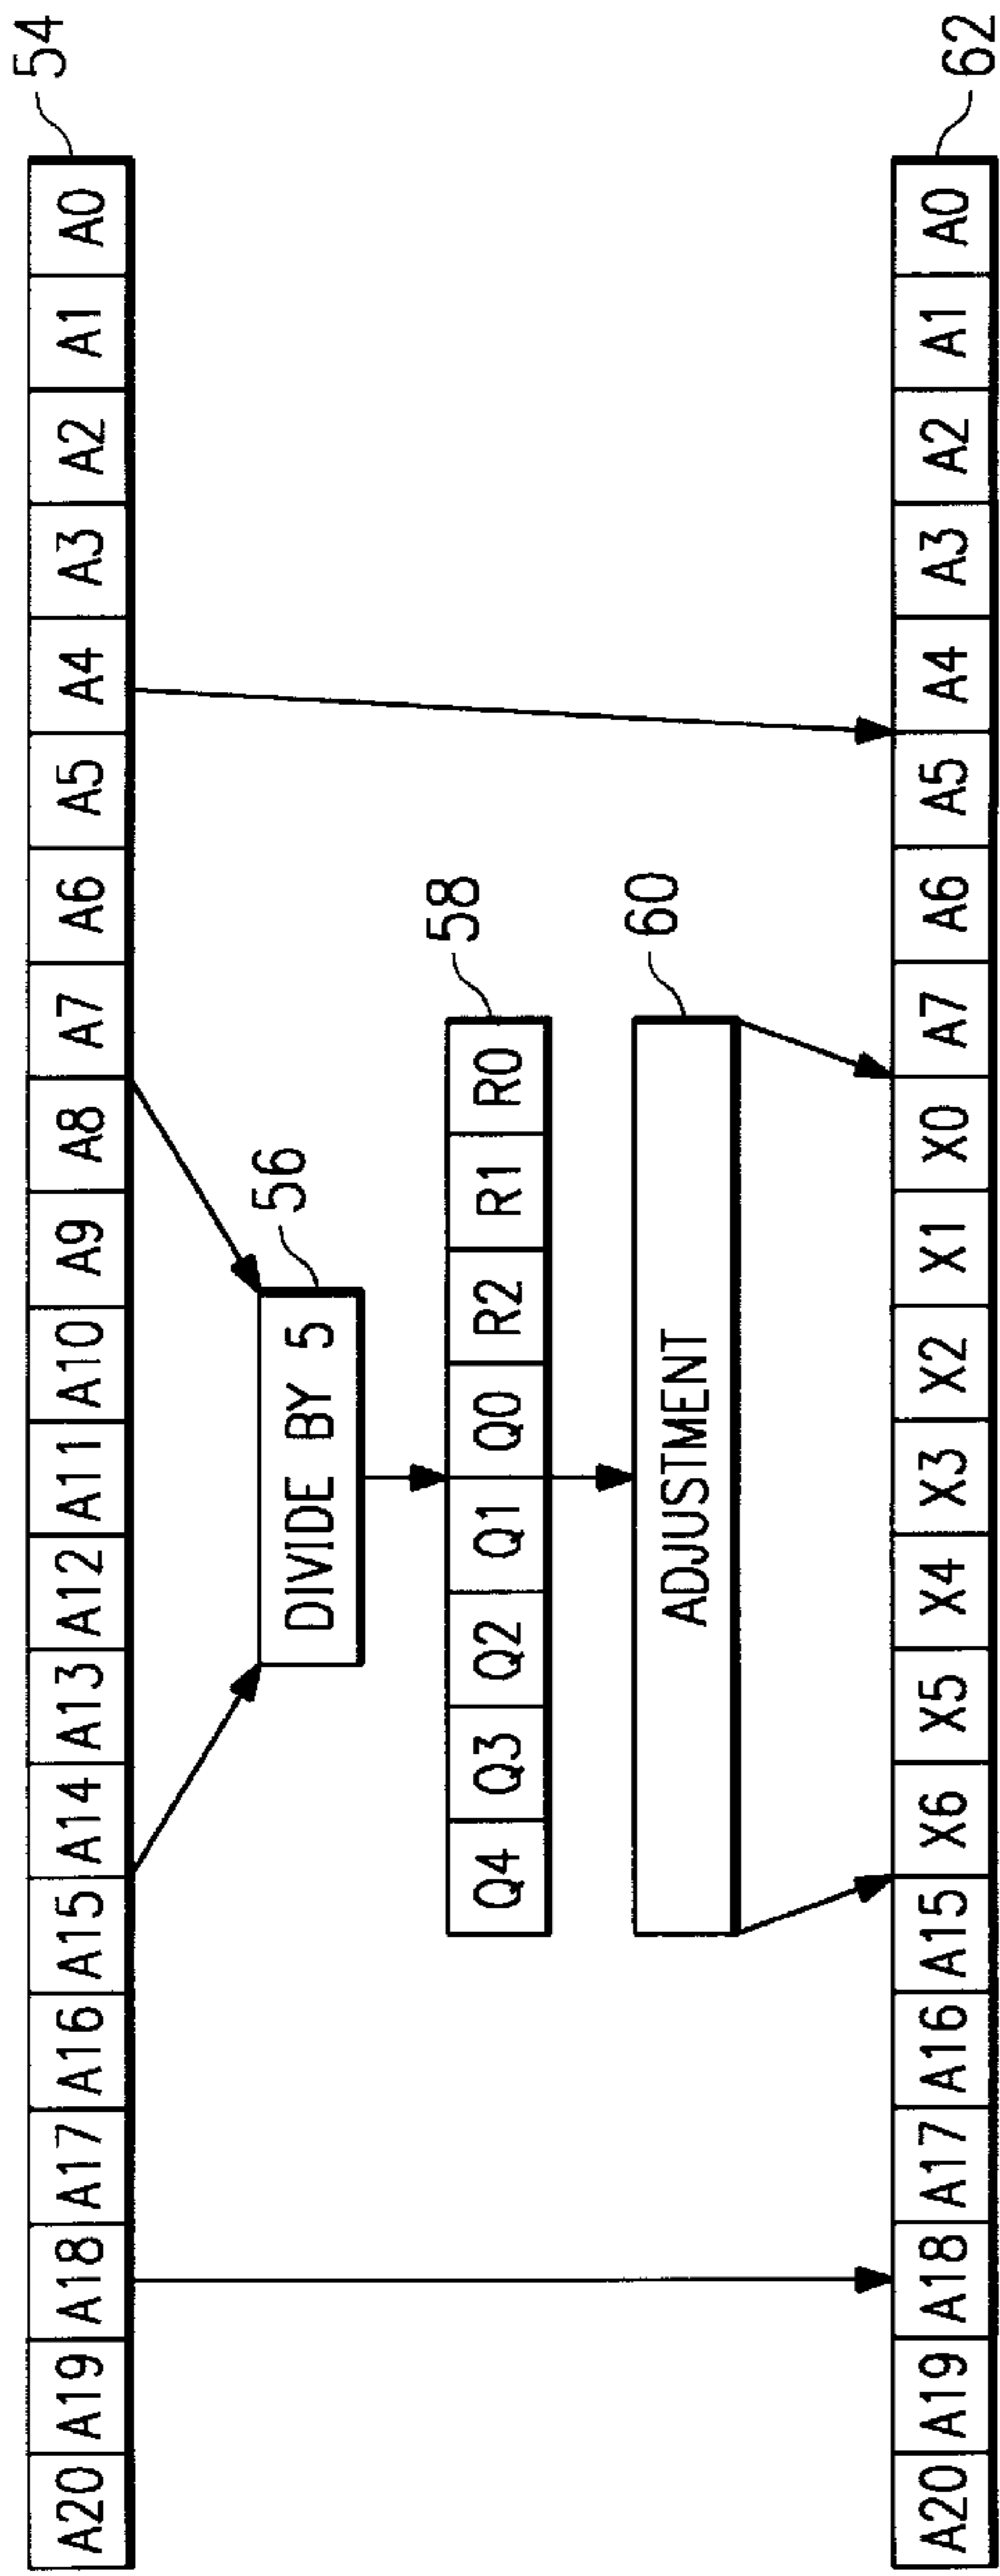 54
A20 A19 A18 A17 A16 A15 A14 A13 A12 A11 A10 A9 A8 A7 A6 A5 A4 A3 A2 A1 A0
56
DIVIDE BY 5
58
Q4 Q3 Q2 Q1 Q0 R2 R1 R0
60
ADJUSTMENT
62
A20 A19 A18 A17 A16 A15 X6 X5 X4 X3 X2 X1 X0 A7 A6 A5 A4 A3 A2 A1 A0